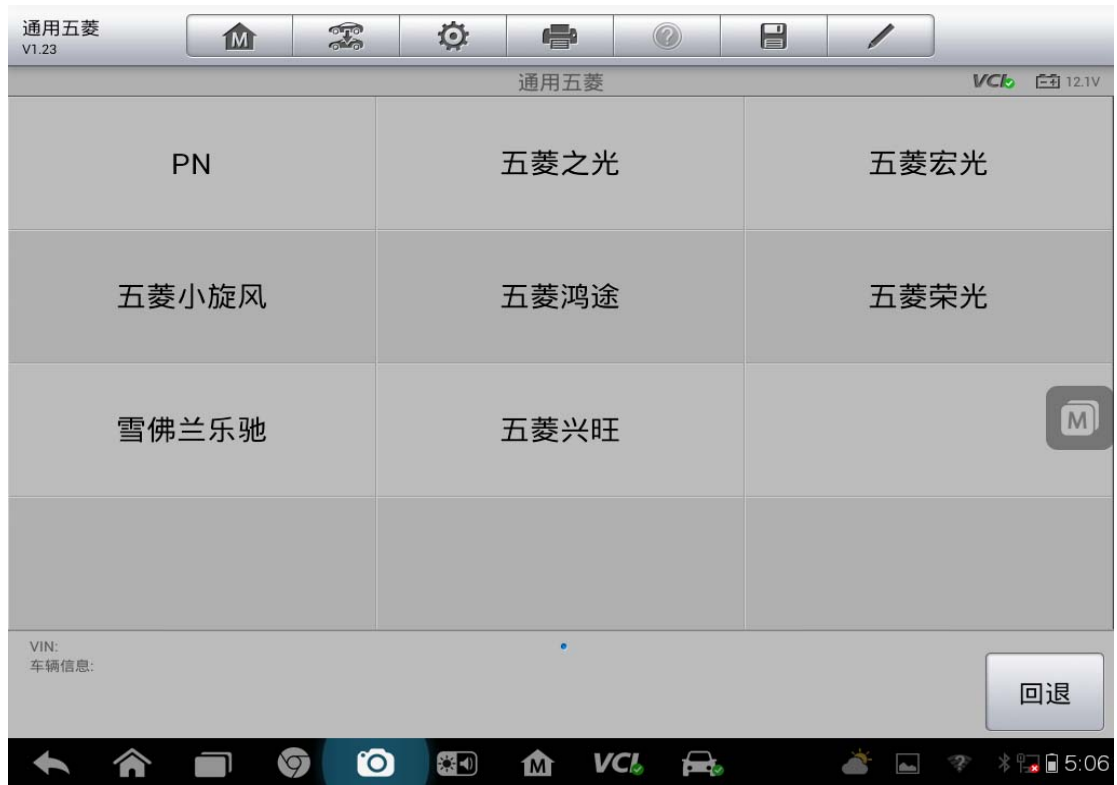 通用五菱
V1.23
M
通用五菱
VCI
12.1V
PN
五菱之光
五菱宏光
五菱小旋风
五菱鸿途
五菱荣光
雪佛兰乐驰
五菱兴旺
M
VIN:
车辆信息:
回退
M
VCI
5:06